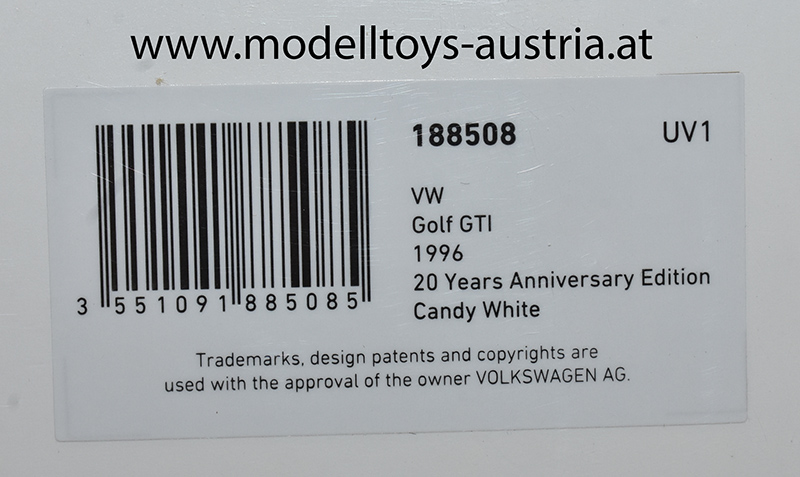 www.modelltoys-austria.at
188508 UV1
VW
Golf GTI
1996
20 Years Anniversary Edition
Candy White
3 551091 885085
Trademarks, design patents and copyrights are
used with the approval of the owner VOLKSWAGEN AG.